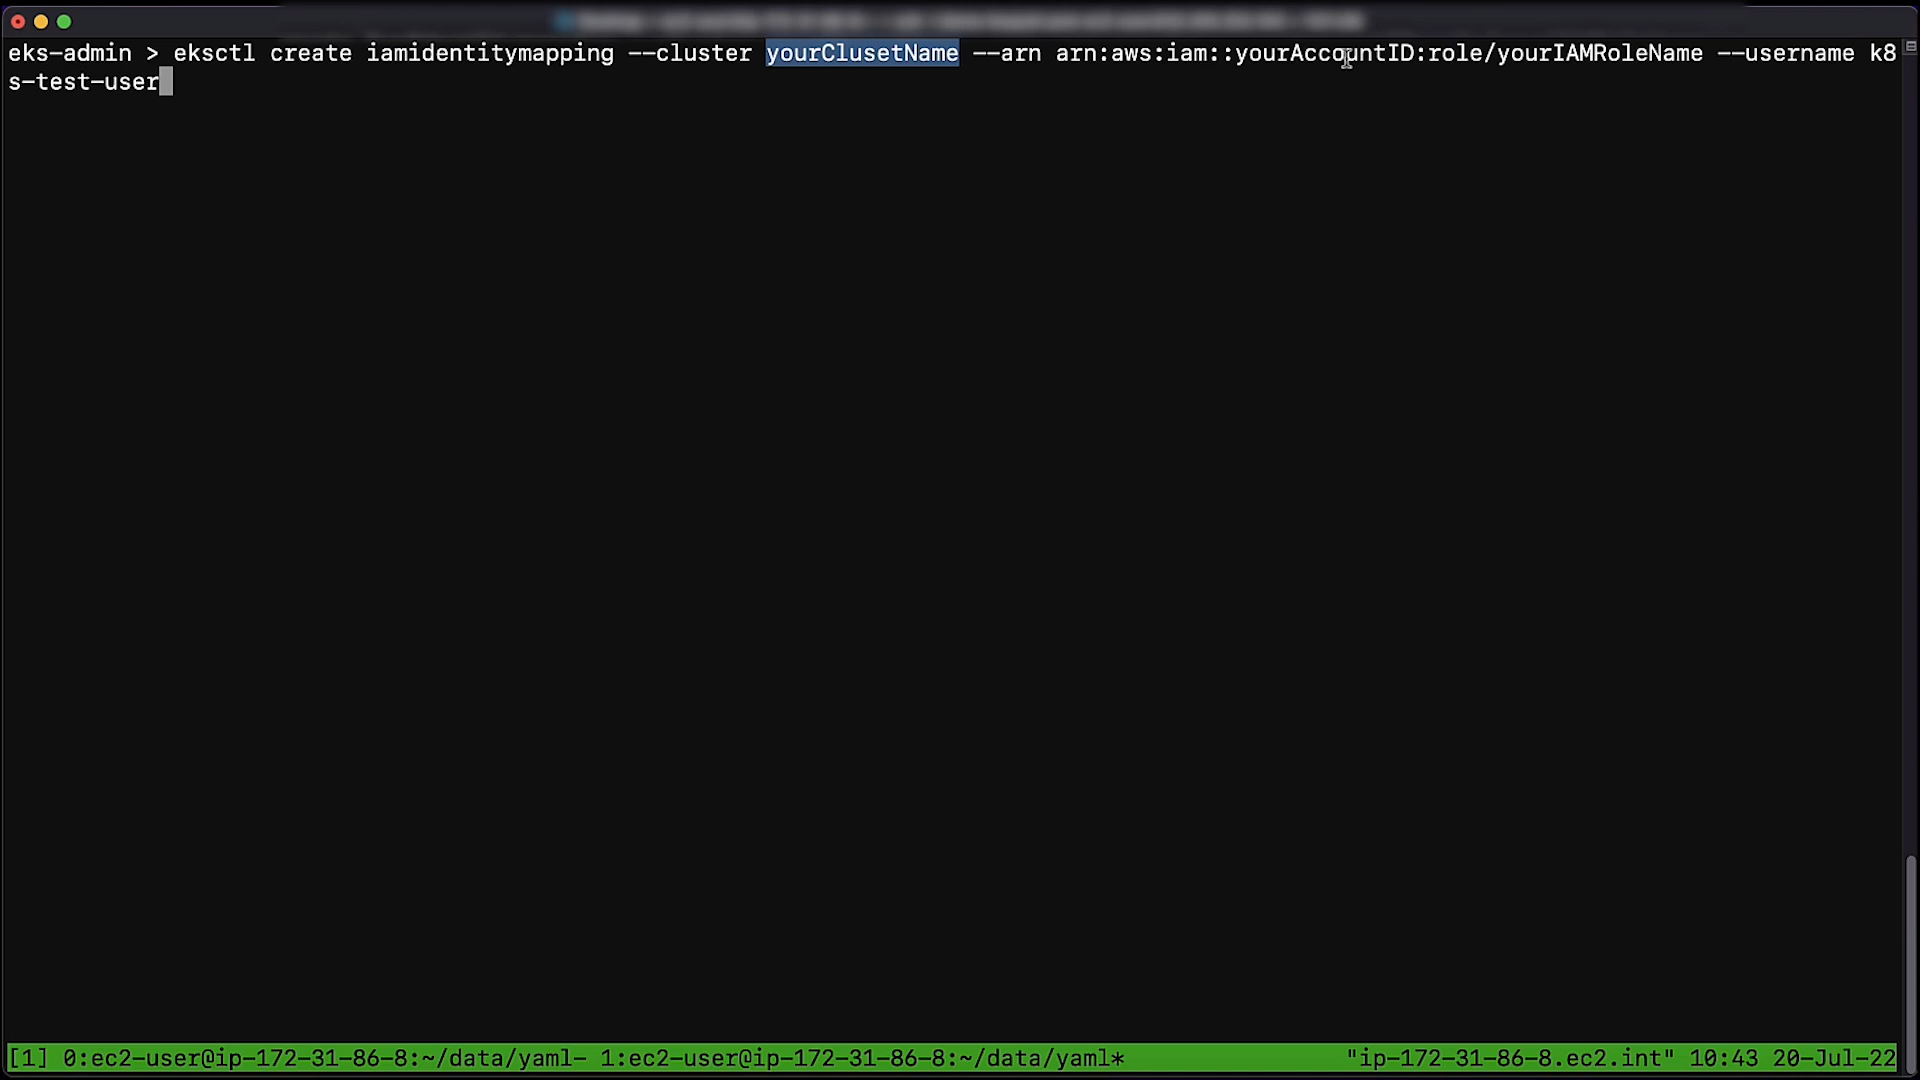 eks-admin > eksctl create iamidentitymapping --cluster yourClusetName --arn arn:aws:iam::yourAccountID:role/yourIAMRoleName --username k8
s-test-user
[1] 0:ec2-user@ip-172-31-86-8:~/data/yaml- 1:ec2-user@ip-172-31-86-8:~/data/yaml* "ip-172-31-86-8.ec2.int" 10:43 20-Jul-22